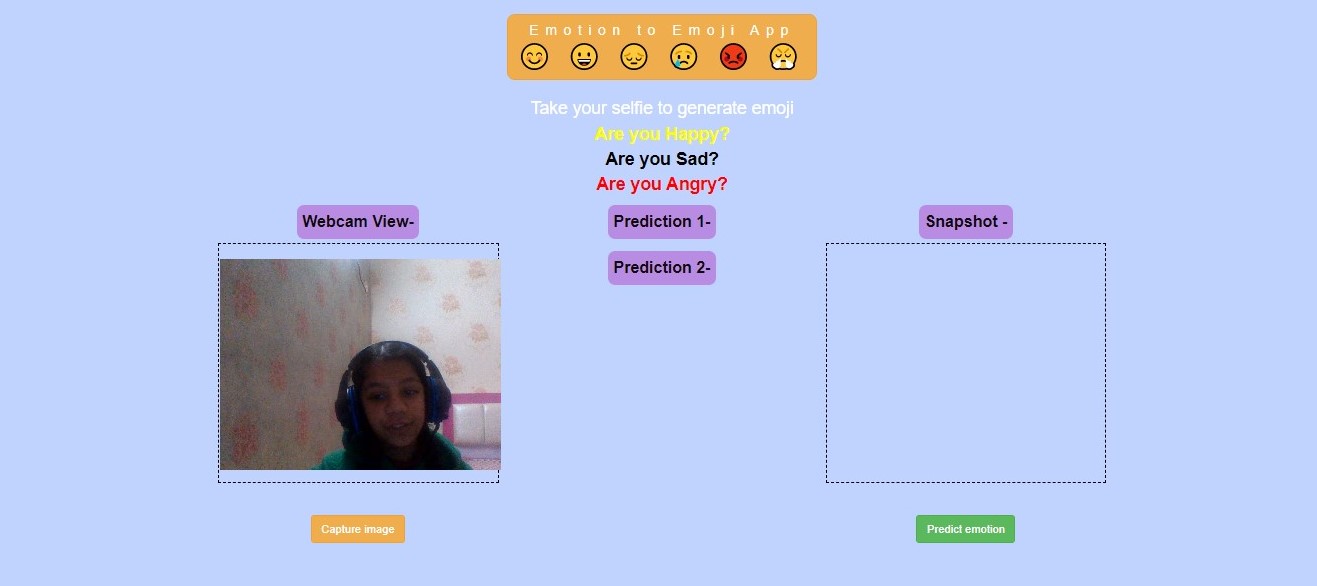 Emotion to Emoji App
Take your selfie to generate emoji
Are you Happy?
Are you Sad?
Are you Angry?
Webcam View-
Prediction 1-
Snapshot -
Prediction 2-
Capture image
Predict emotion